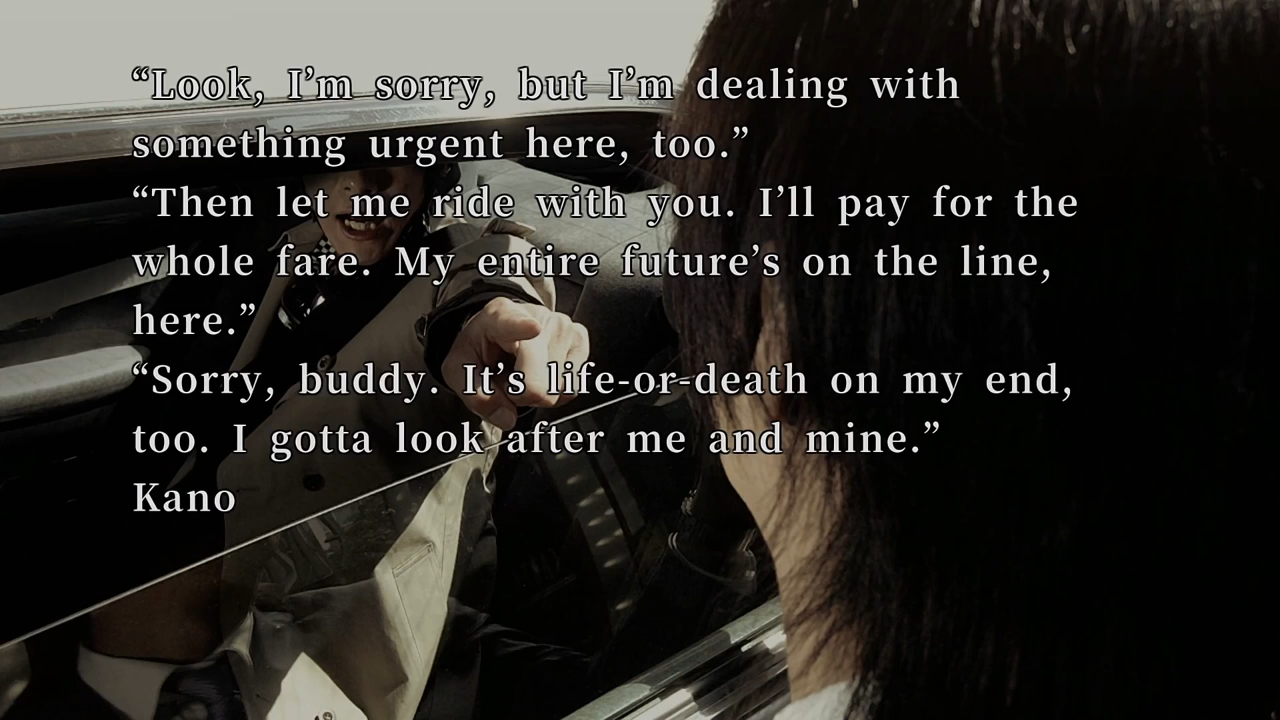 “Look, I’m sorry, but I’m dealing with
something urgent here, too.”
“Then let me ride with you. I’ll pay for the
whole fare. My entire future’s on the line,
here.”
“Sorry, buddy. It’s life-or-death on my end,
too. I gotta look after me and mine.”
Kano